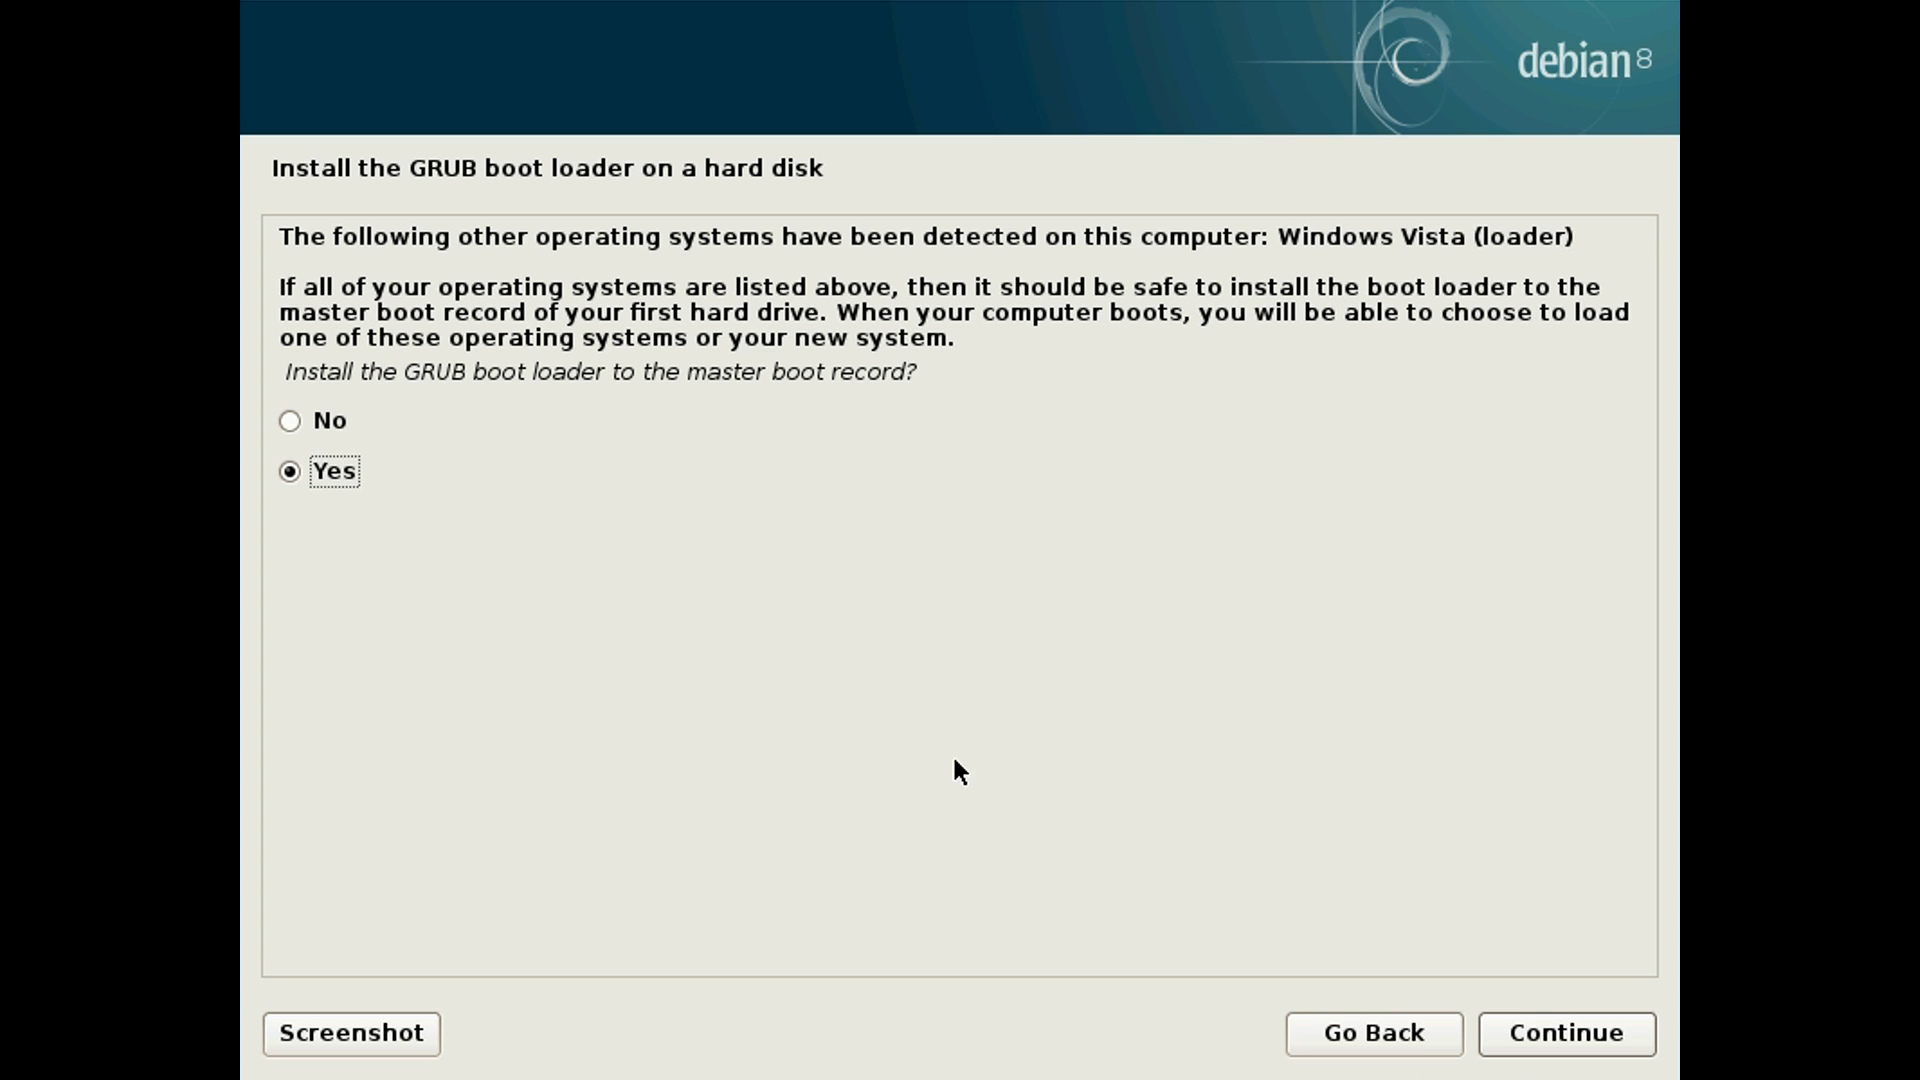 debian 8
Install the GRUB boot loader on a hard disk
The following other operating systems have been detected on this computer: Windows Vista (loader)
If all of your operating systems are listed above, then it should be safe to install the boot loader to the
master boot record of your first hard drive. When your computer boots, you will be able to choose to load
one of these operating systems or your new system.
Install the GRUB boot loader to the master boot record?
No
Yes
Screenshot
Go Back
Continue